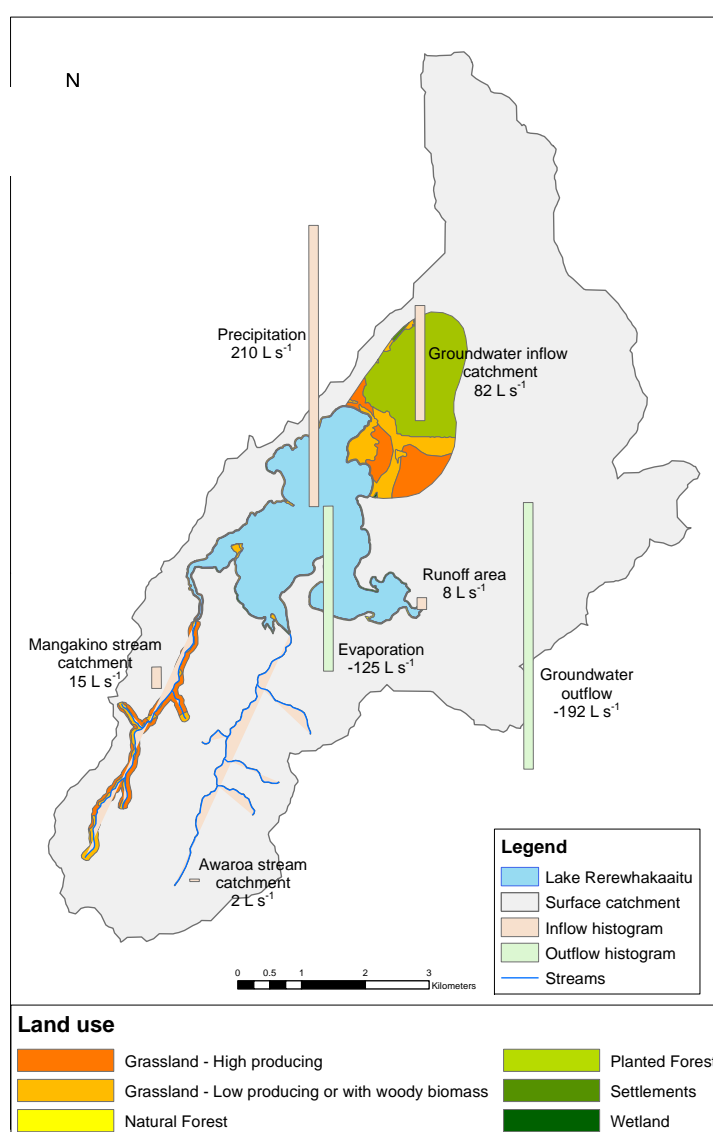 N
Precipitation
210 L s⁻¹
Groundwater inflow
catchment
82 L s⁻¹
Runoff area
8 L s⁻¹
Mangakino stream
catchment
15 L s⁻¹
Evaporation
-125 L s⁻¹
Groundwater
outflow
-192 L s⁻¹
Awaroa stream
catchment
2 L s⁻¹
Legend
Lake Rerewhakaaitu
Surface catchment
Inflow histogram
Outflow histogram
Streams
0 0.5 1 2 3
Kilometers
Land use
Grassland - High producing
Grassland - Low producing or with woody biomass
Natural Forest
Planted Forest
Settlements
Wetland